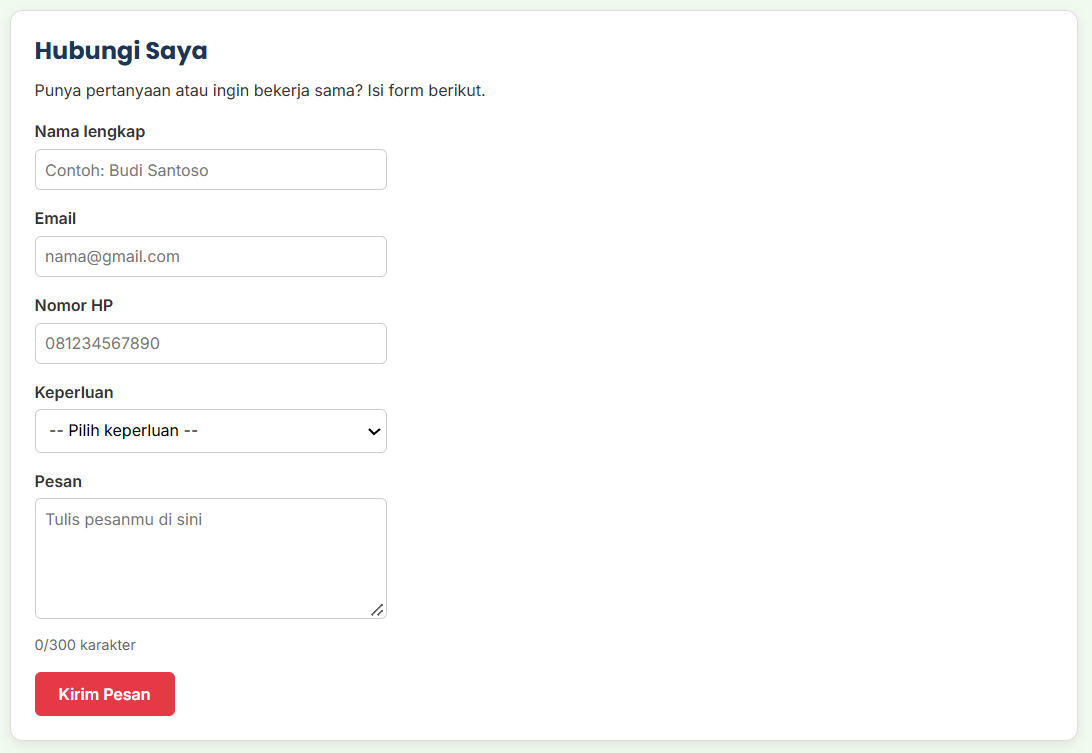 Hubungi Saya
Punya pertanyaan atau ingin bekerja sama? Isi form berikut.
Nama lengkap
Contoh: Budi Santoso
Email
nama@gmail.com
Nomor HP
081234567890
Keperluan
-- Pilih keperluan --
Pesan
Tulis pesanmu di sini
0/300 karakter
Kirim Pesan